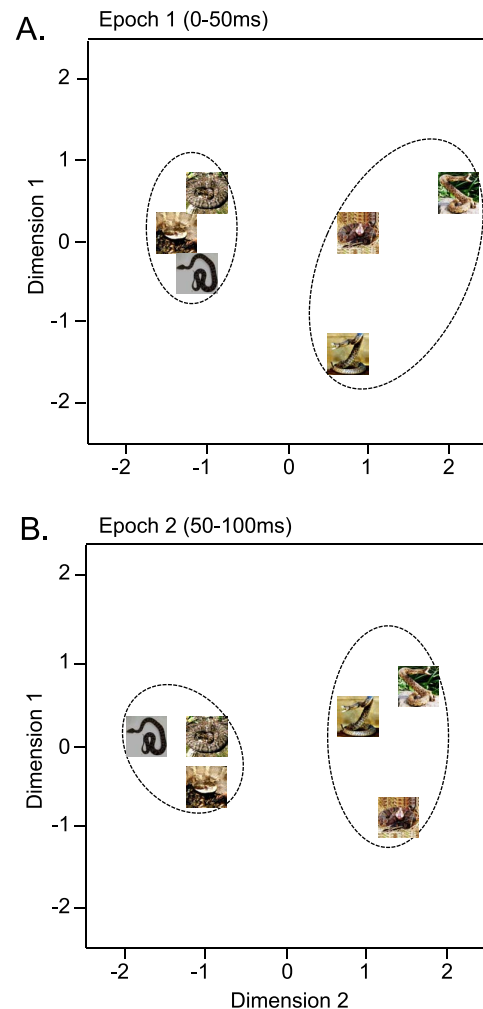 A.
Epoch 1 (0-50ms)
2
1
0
-1
-2
Dimension 1
-2 -1 0 1 2
B.
Epoch 2 (50-100ms)
2
1
0
-1
-2
Dimension 1
-2 -1 0 1 2
Dimension 2